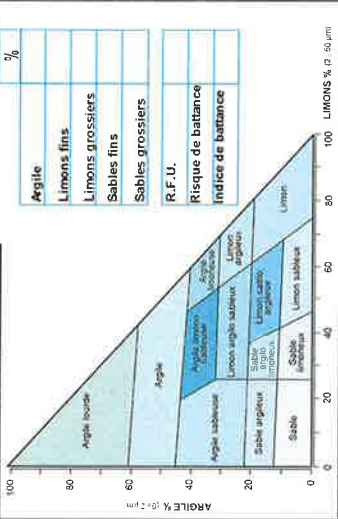 %
Argile
Limons fins
Limons grossiers
Sables fins
Sables grossiers
R.F.U.
Risque de battance
Indice de battance
ARGILE %
100
80
60
40
20
0
Argile lourde
Argile
Argile sableuse
Argile limono
sableuse
Argile
limoneuse
Limon argilo sableux
Limon
argileux
Sable argileux
Sable
argilo
limoneux
Limon sablo
argileux
Limon
Sable
Sable
limoneux
Limon sableux
0
20
40
60
80
100
LIMONS % (2 - 50 µm)